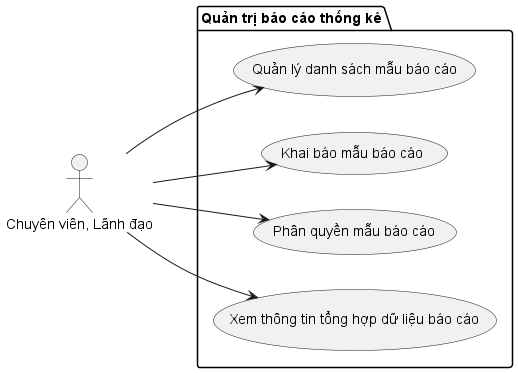 Quản trị báo cáo thống kê
Quản lý danh sách mẫu báo cáo
Khai báo mẫu báo cáo
Chuyên viên, Lãnh đạo
Phân quyền mẫu báo cáo
Xem thông tin tổng hợp dữ liệu báo cáo